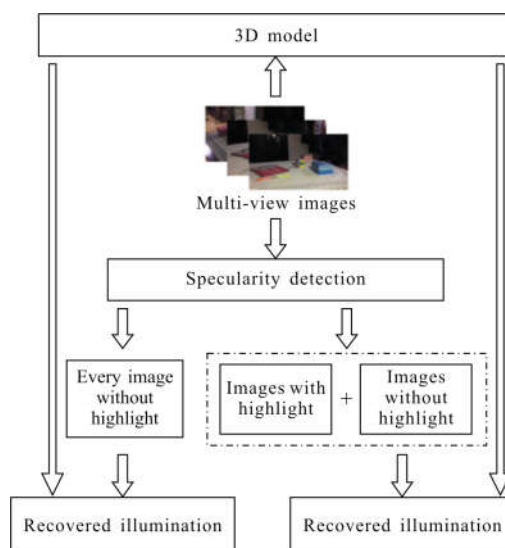 3D model
Multi-view images
Specularity detection
Every image
without
highlight
Images with
highlight
+
Images
without
highlight
Recovered illumination
Recovered illumination